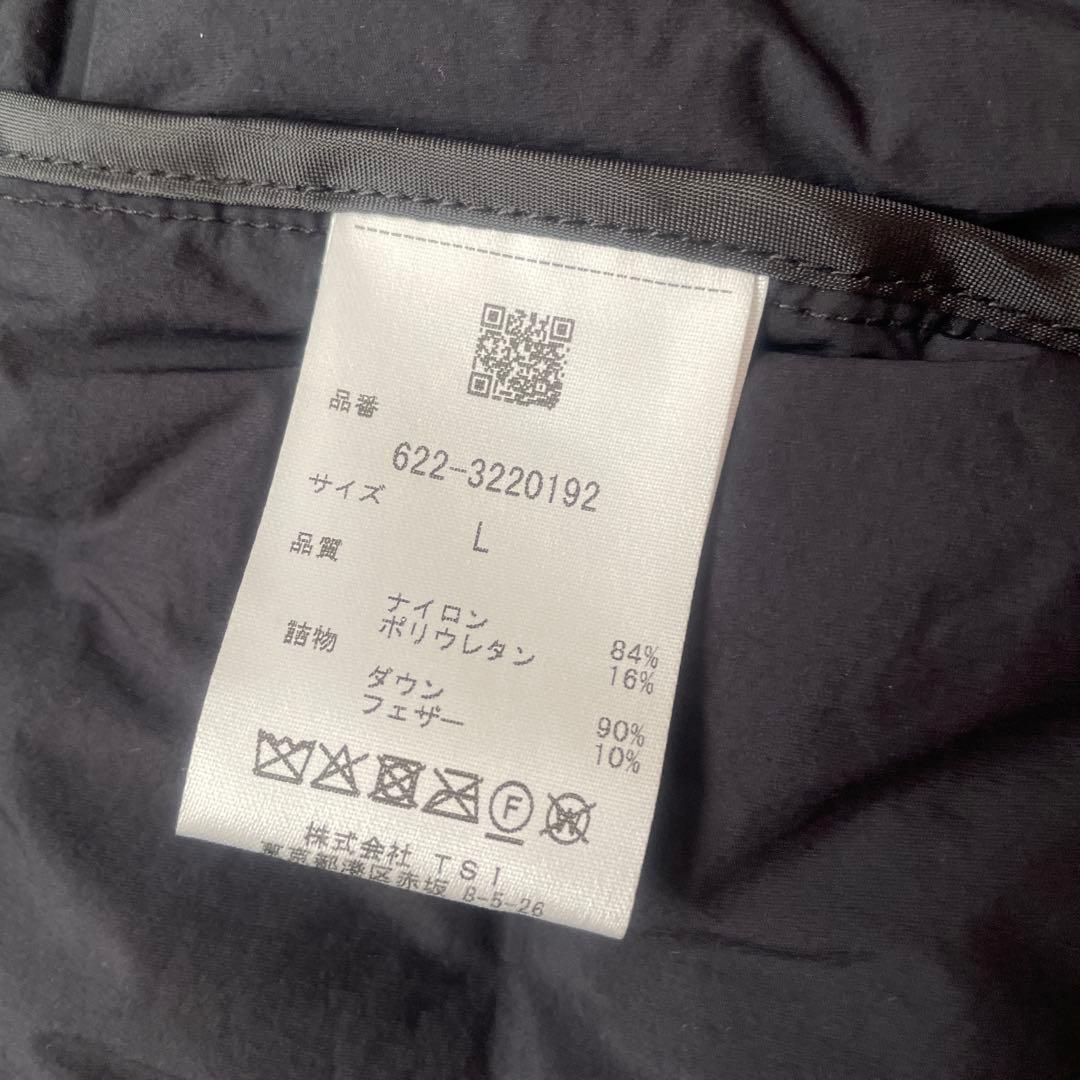 品番
622-3220192
サイズ
L
品質
ナイロン 84%
ポリウレタン 16%
詰物
ダウン 90%
フェザー 10%
F
W
株式会社 TSI
東京都港区赤坂 8-5-26